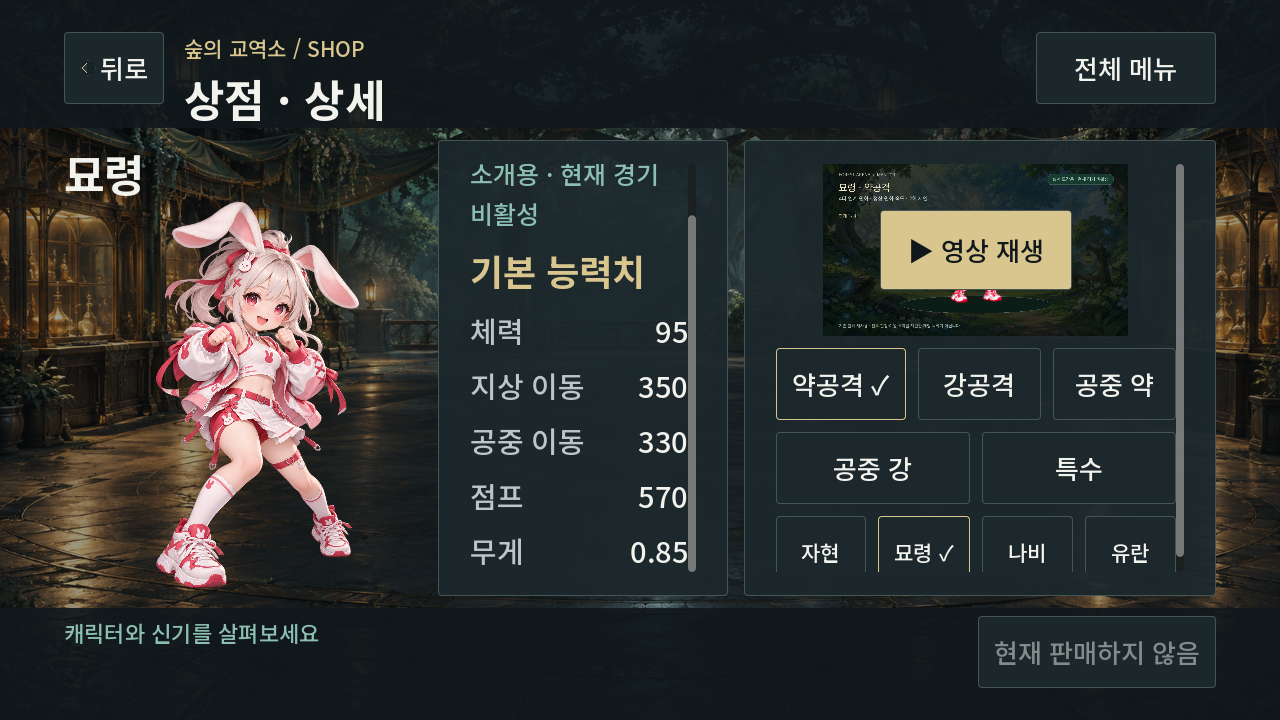 뒤로
숲의 교역소 / SHOP
상점 · 상세
전체 메뉴
묘령
소개용 · 현재 경기
비활성
기본 능력치
체력 95
지상 이동 350
공중 이동 330
점프 570
무게 0.85
묘령 · 약공격
▶ 영상 재생
약공격 ✓
강공격
공중 약
공중 강
특수
자현
묘령 ✓
나비
유란
캐릭터와 신기를 살펴보세요
현재 판매하지 않음